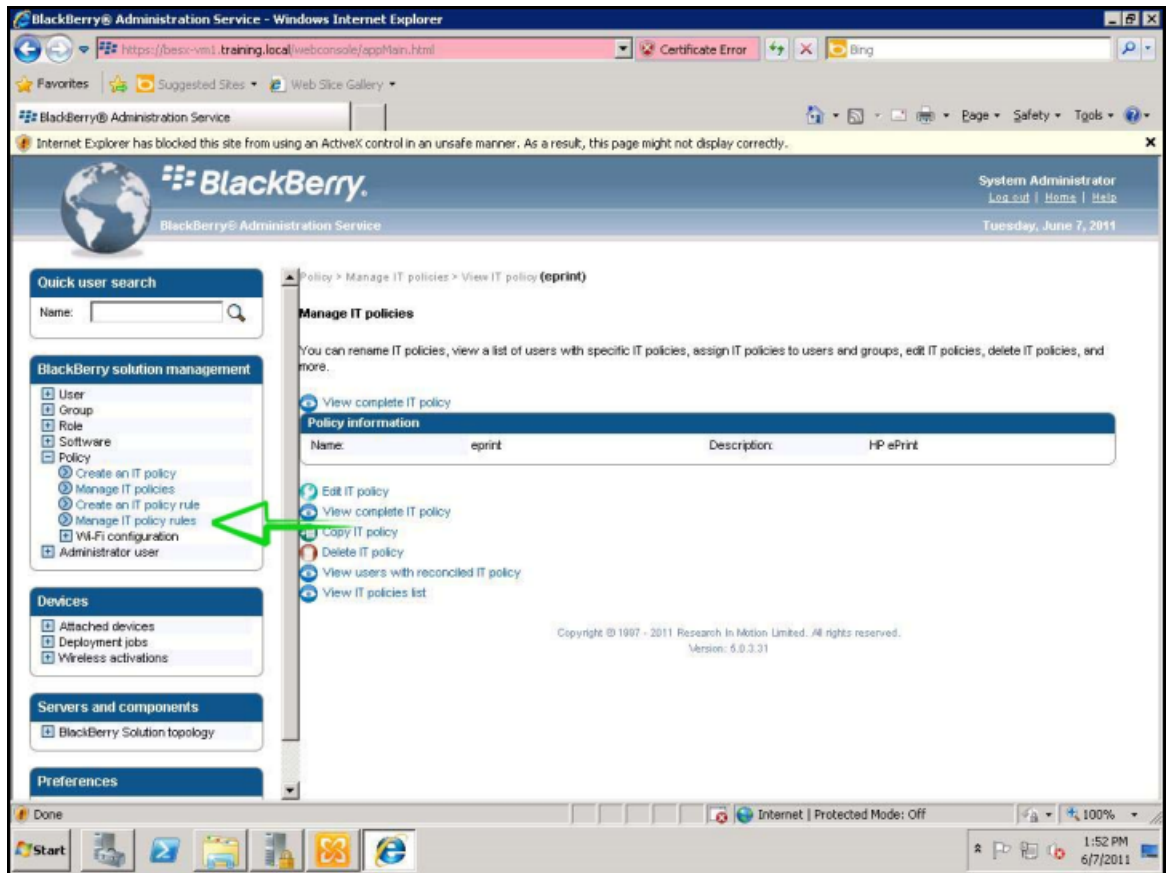 BlackBerry® Administration Service - Windows Internet Explorer
https://besx-vm1.training.local/webconsole/appMain.html
Certificate Error
Bing
Favorites
Suggested Sites
Web Slice Gallery
BlackBerry® Administration Service
Page
Safety
Tools
Internet Explorer has blocked this site from using an ActiveX control in an unsafe manner. As a result, this page might not display correctly.
BlackBerry.
System Administrator
Log out | Home | Help
BlackBerry® Administration Service
Tuesday, June 7, 2011
Quick user search
Name:
BlackBerry solution management
User
Group
Role
Software
Policy
Create an IT policy
Manage IT policies
Create an IT policy rule
Manage IT policy rules
Wi-Fi configuration
Administrator user
Devices
Attached devices
Deployment jobs
Wireless activations
Servers and components
BlackBerry Solution topology
Preferences
Policy > Manage IT policies > View IT policy (eprint)
Manage IT policies
You can rename IT policies, view a list of users with specific IT policies, assign IT policies to users and groups, edit IT policies, delete IT policies, and
more.
View complete IT policy
Policy information
Name: eprint Description: HP ePrint
Edit IT policy
View complete IT policy
Copy IT policy
Delete IT policy
View users with reconciled IT policy
View IT policies list
Copyright © 1997 - 2011 Research In Motion Limited. All rights reserved.
Version: 5.0.3.31
Done
Internet | Protected Mode: Off
100%
Start
1:52 PM
6/7/2011